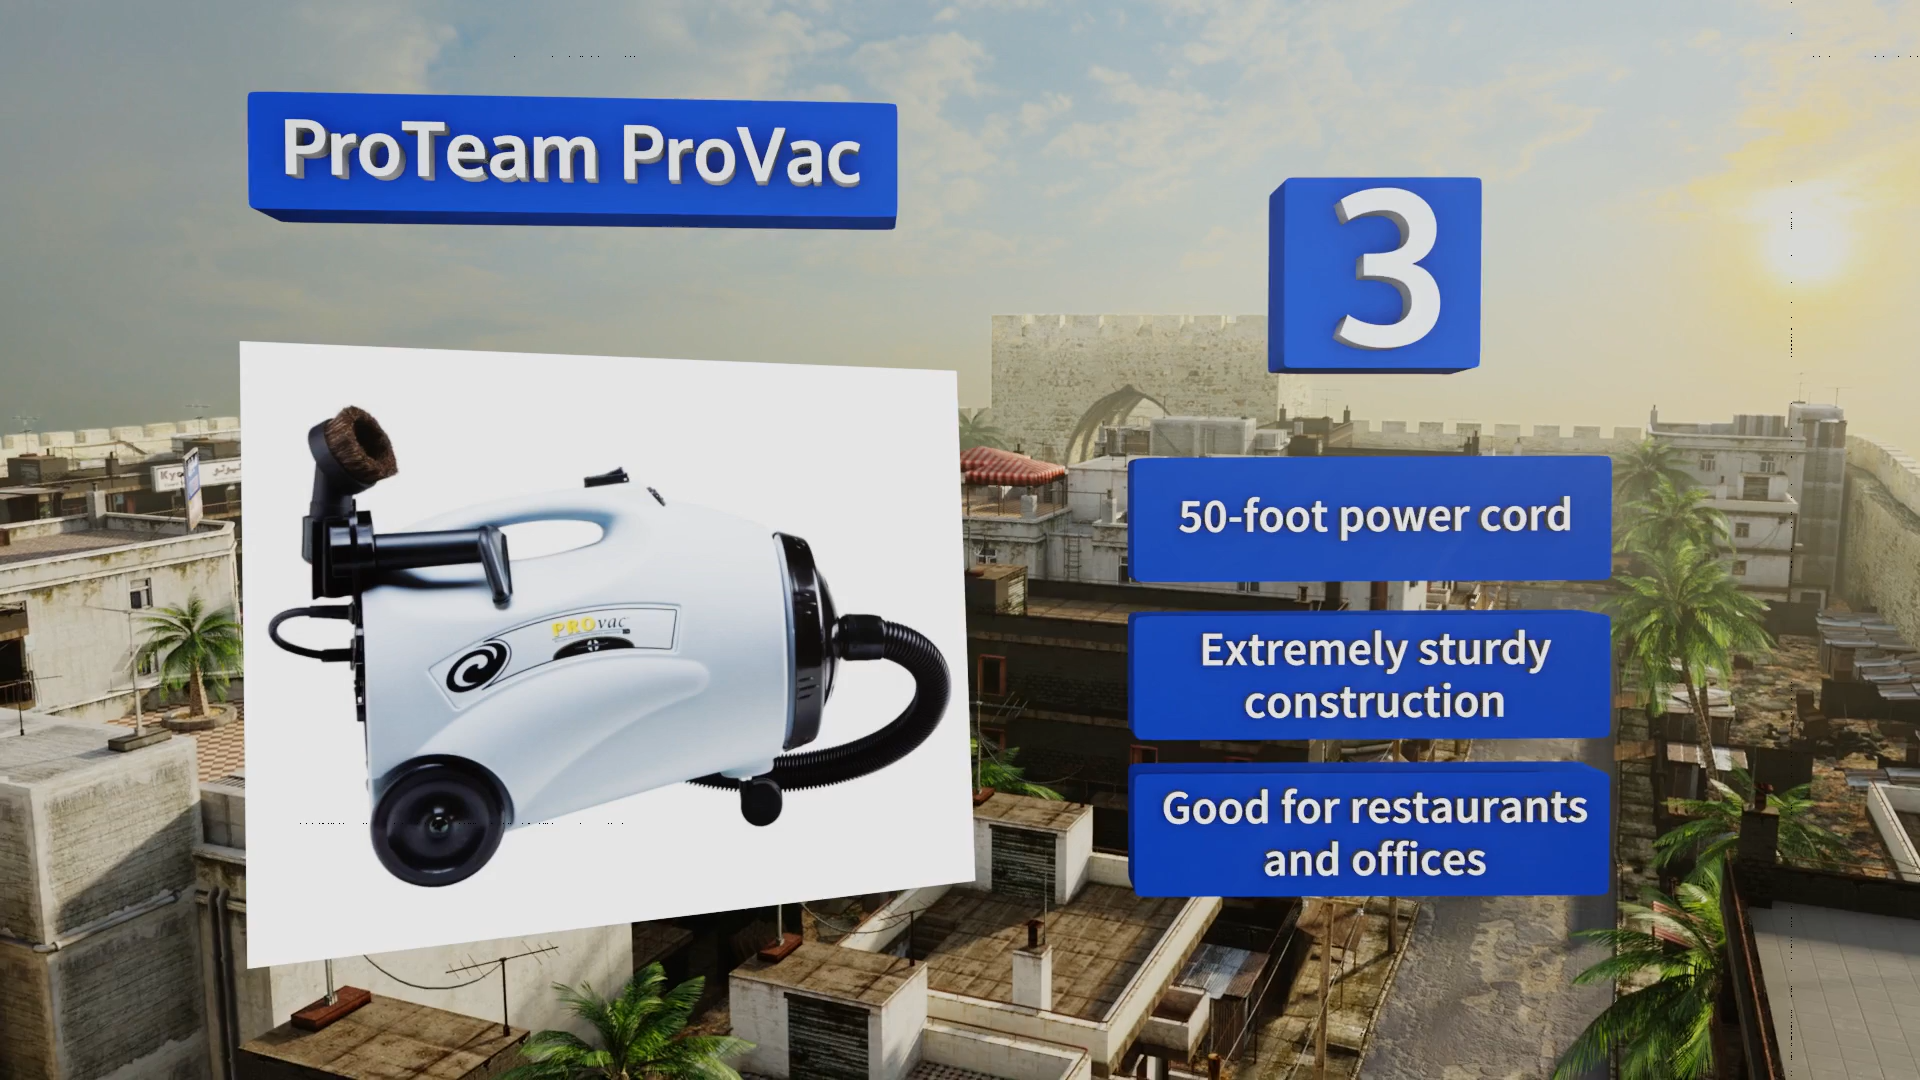 ProTeam ProVac
3
PROvac
50-foot power cord
Extremely sturdy
construction
Good for restaurants
and offices